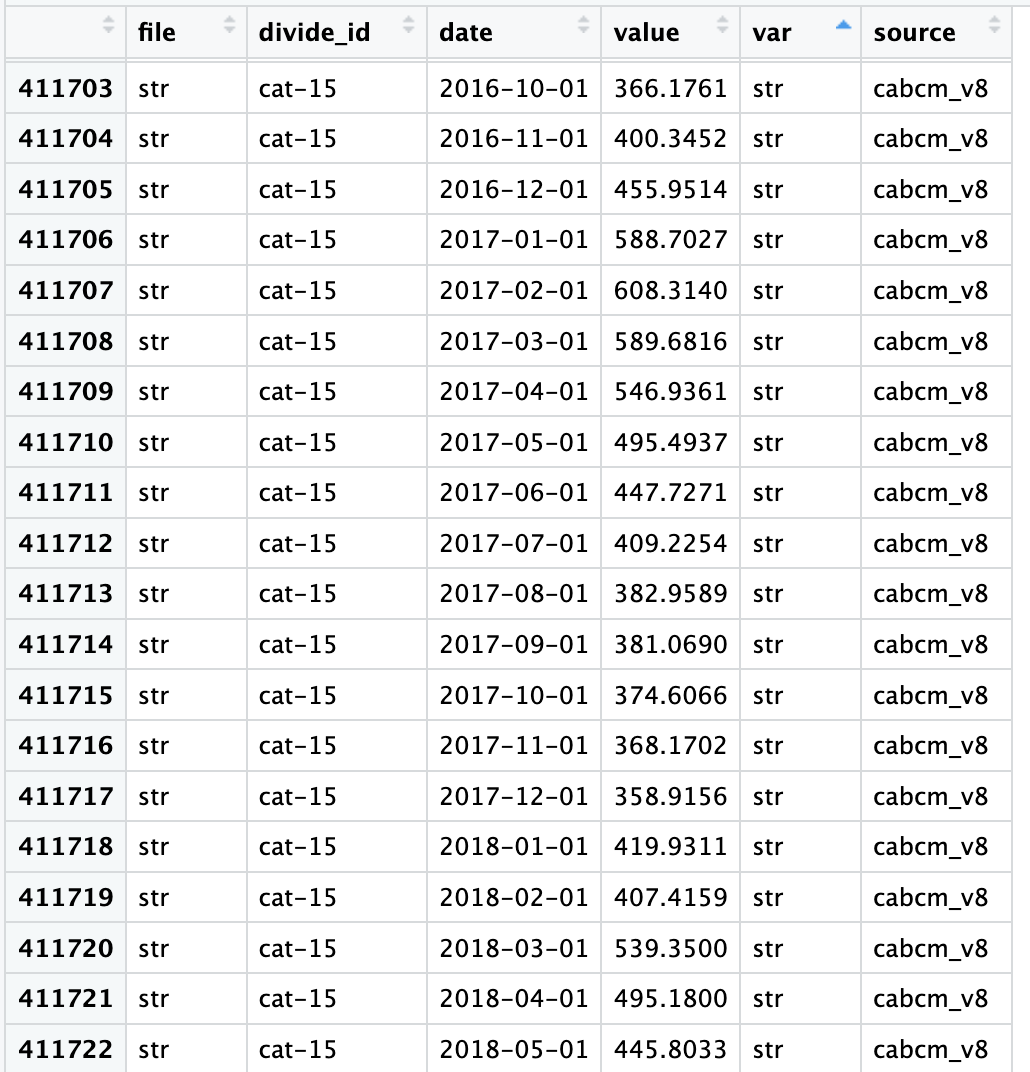 file divide_id date value var source
411703 str cat-15 2016-10-01 366.1761 str cabcm_v8
411704 str cat-15 2016-11-01 400.3452 str cabcm_v8
411705 str cat-15 2016-12-01 455.9514 str cabcm_v8
411706 str cat-15 2017-01-01 588.7027 str cabcm_v8
411707 str cat-15 2017-02-01 608.3140 str cabcm_v8
411708 str cat-15 2017-03-01 589.6816 str cabcm_v8
411709 str cat-15 2017-04-01 546.9361 str cabcm_v8
411710 str cat-15 2017-05-01 495.4937 str cabcm_v8
411711 str cat-15 2017-06-01 447.7271 str cabcm_v8
411712 str cat-15 2017-07-01 409.2254 str cabcm_v8
411713 str cat-15 2017-08-01 382.9589 str cabcm_v8
411714 str cat-15 2017-09-01 381.0690 str cabcm_v8
411715 str cat-15 2017-10-01 374.6066 str cabcm_v8
411716 str cat-15 2017-11-01 368.1702 str cabcm_v8
411717 str cat-15 2017-12-01 358.9156 str cabcm_v8
411718 str cat-15 2018-01-01 419.9311 str cabcm_v8
411719 str cat-15 2018-02-01 407.4159 str cabcm_v8
411720 str cat-15 2018-03-01 539.3500 str cabcm_v8
411721 str cat-15 2018-04-01 495.1800 str cabcm_v8
411722 str cat-15 2018-05-01 445.8033 str cabcm_v8